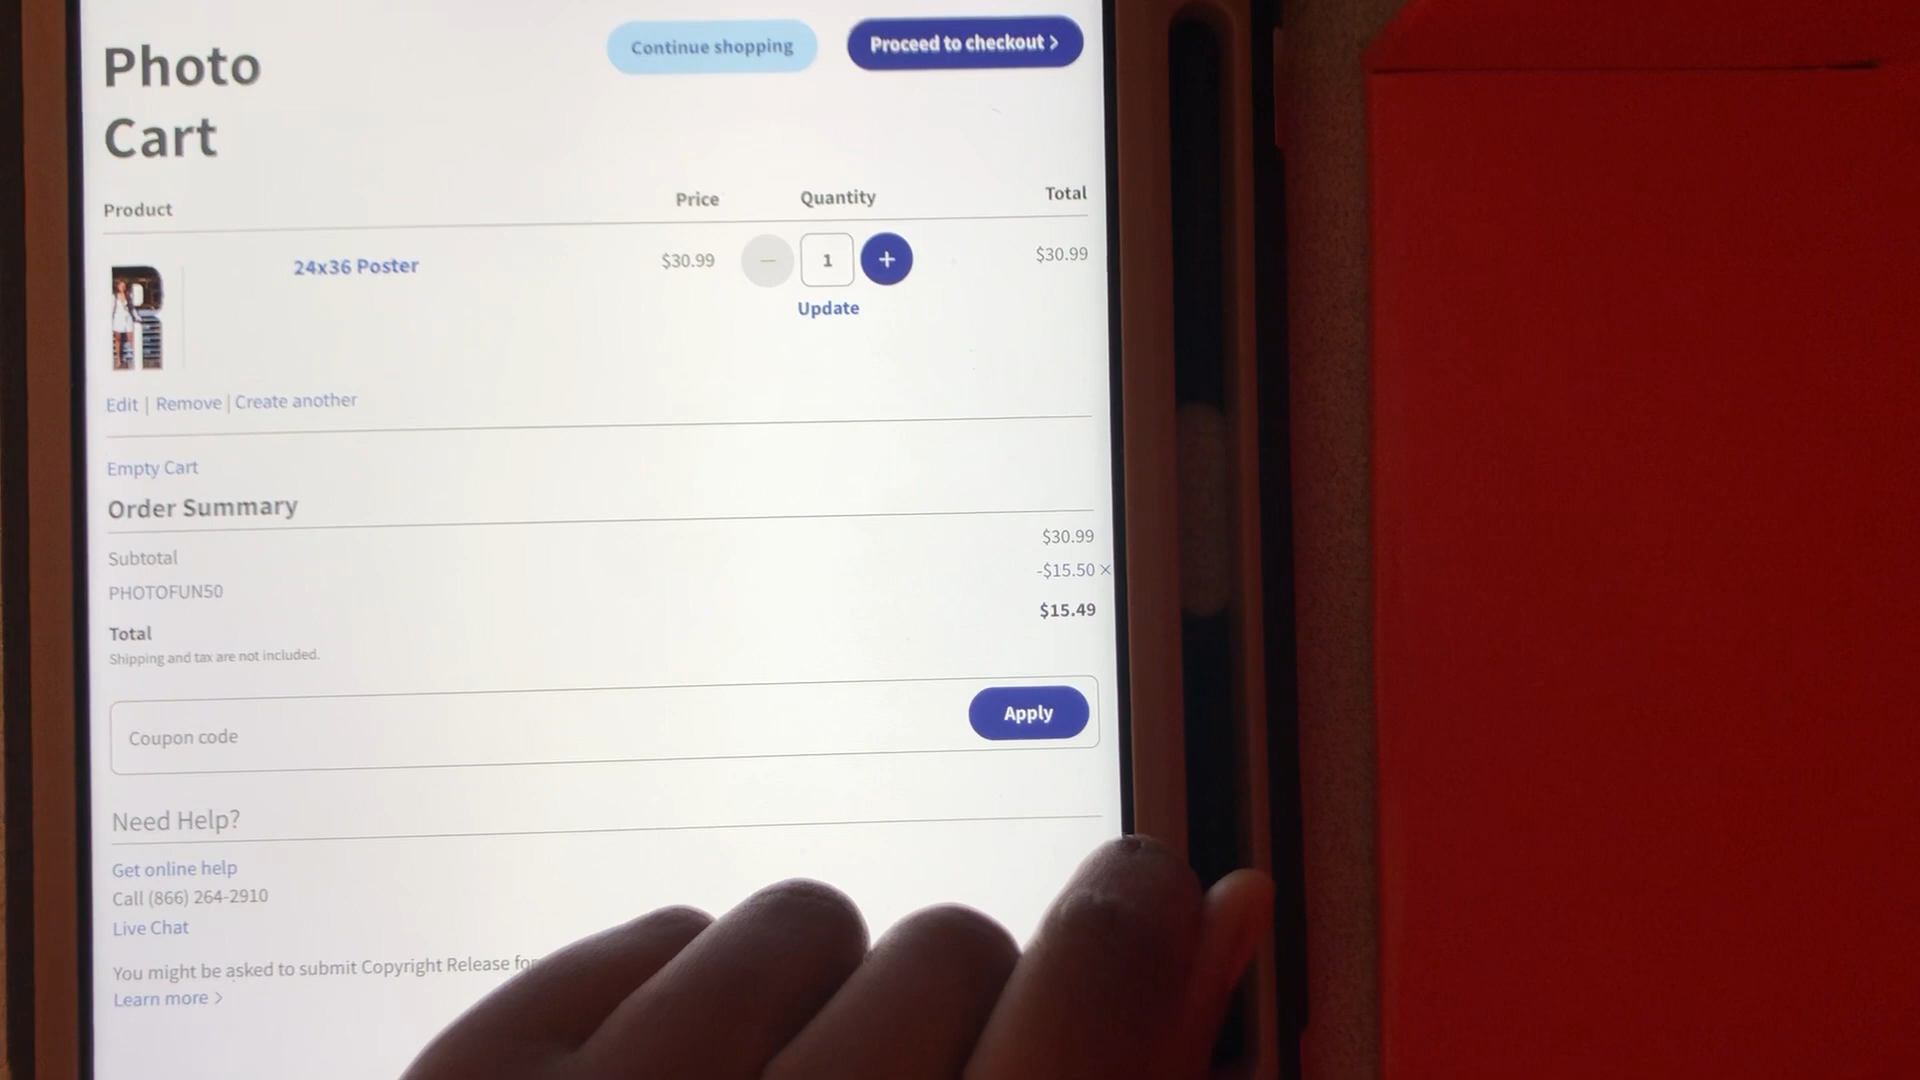 Photo
Cart
Continue shopping
Proceed to checkout >
Product Price Quantity Total
24x36 Poster $30.99 − 1 + $30.99
Update
Edit | Remove | Create another
Empty Cart
Order Summary
Subtotal $30.99
PHOTOFUN50 -$15.50 ×
Total $15.49
Shipping and tax are not included.
Coupon code Apply
Need Help?
Get online help
Call (866) 264-2910
Live Chat
You might be asked to submit Copyright Release
Learn more >